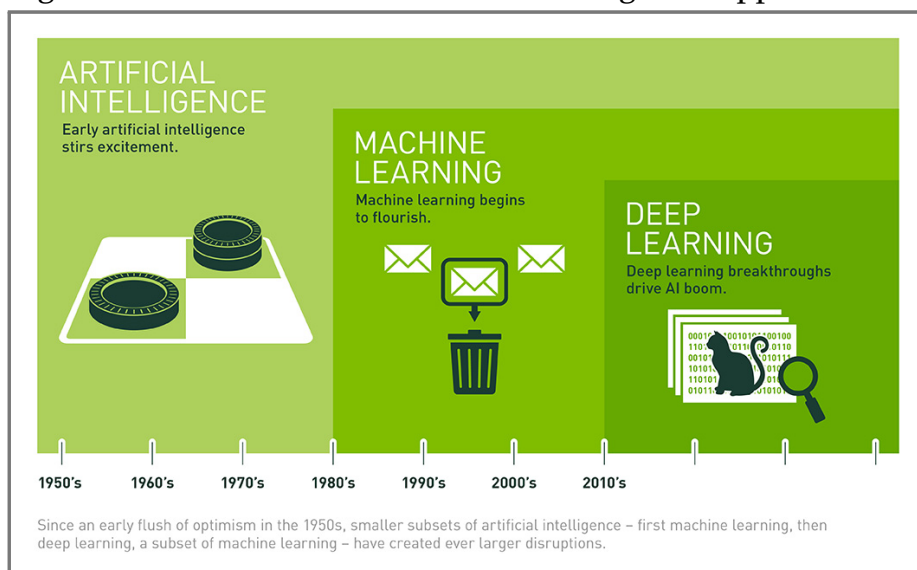 ARTIFICIAL
INTELLIGENCE
Early artificial intelligence
stirs excitement.
MACHINE
LEARNING
Machine learning begins
to flourish.
DEEP
LEARNING
Deep learning breakthroughs
drive AI boom.
1950's 1960's 1970's 1980's 1990's 2000's 2010's
Since an early flush of optimism in the 1950s, smaller subsets of artificial intelligence – first machine learning, then
deep learning, a subset of machine learning – have created ever larger disruptions.